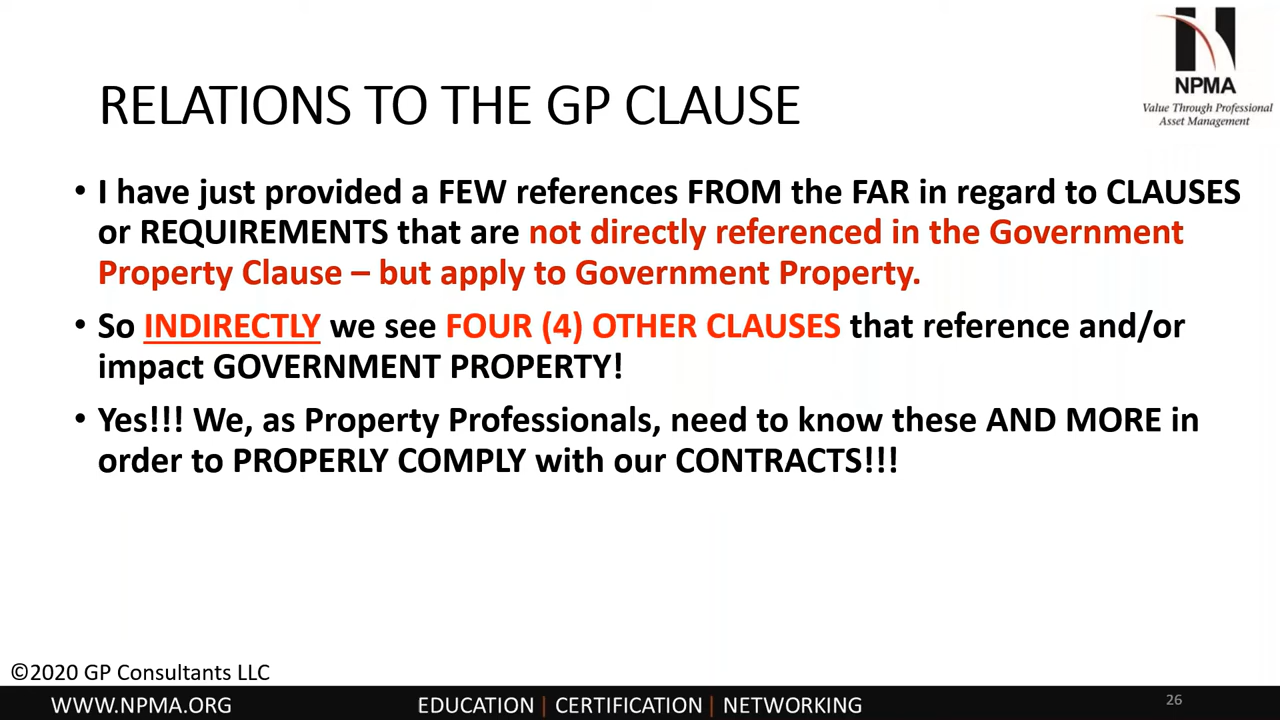 NPMA
Value Through Professional
Asset Management
RELATIONS TO THE GP CLAUSE
• I have just provided a FEW references FROM the FAR in regard to CLAUSES
or REQUIREMENTS that are not directly referenced in the Government
Property Clause – but apply to Government Property.
• So INDIRECTLY we see FOUR (4) OTHER CLAUSES that reference and/or
impact GOVERNMENT PROPERTY!
• Yes!!! We, as Property Professionals, need to know these AND MORE in
order to PROPERLY COMPLY with our CONTRACTS!!!
©2020 GP Consultants LLC
WWW.NPMA.ORG EDUCATION | CERTIFICATION | NETWORKING 26